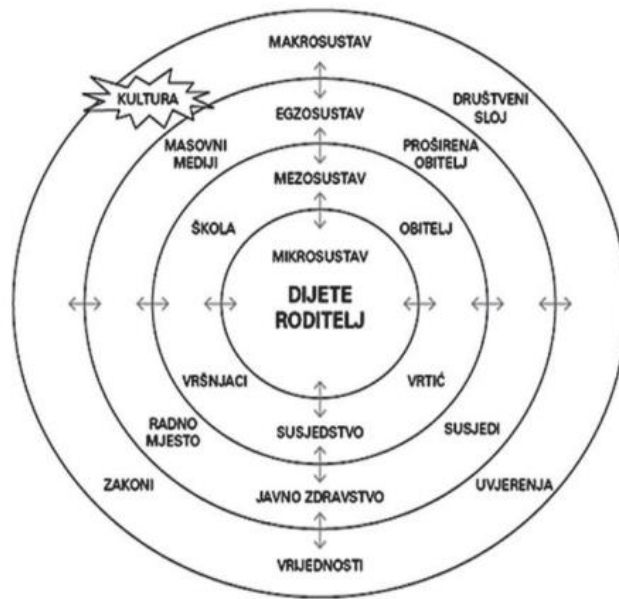 MAKROSUSTAV
KULTURA
DRUŠTVENI
SLOJ
EGZOSUSTAV
MASOVNI
MEDIJI
PROŠIRENA
OBITELJ
MEZOSUSTAV
ŠKOLA
OBITELJ
MIKROSUSTAV
DIJETE
RODITELJ
VRŠNJACI
VRTIĆ
RADNO
MJESTO
SUSJEDSTVO
SUSJEDI
ZAKONI
JAVNO ZDRAVSTVO
UVJERENJA
VRIJEDNOSTI